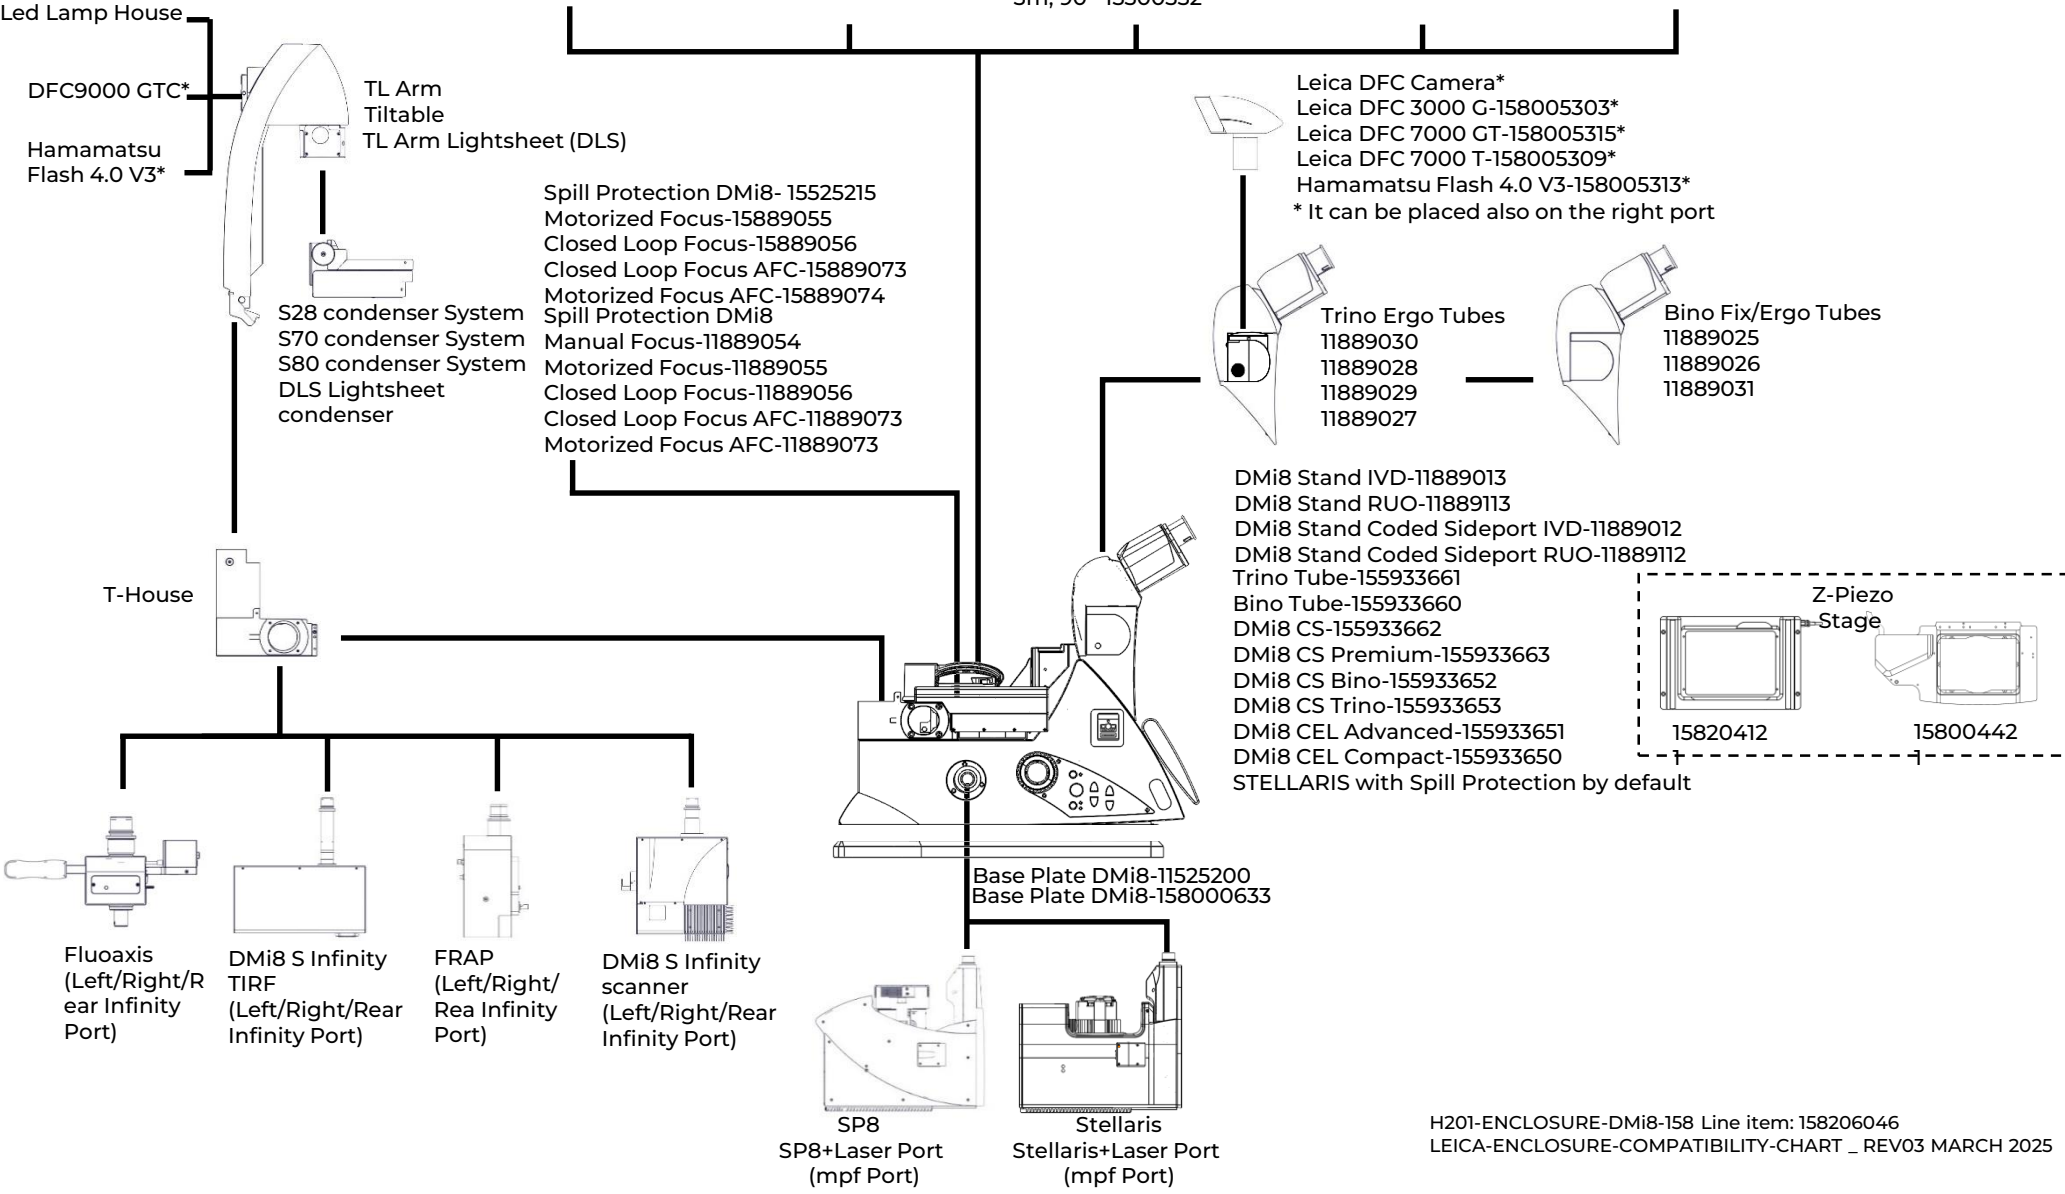 Led Lamp House
DFC9000 GTC*
Hamamatsu
Flash 4.0 V3*
TL Arm
Tiltable
TL Arm Lightsheet (DLS)
S28 condenser System
S70 condenser System
S80 condenser System
DLS Lightsheet
condenser
Spill Protection DMi8- 15525215
Motorized Focus-15889055
Closed Loop Focus-15889056
Closed Loop Focus AFC-15889073
Motorized Focus AFC-15889074
Spill Protection DMi8
Manual Focus-11889054
Motorized Focus-11889055
Closed Loop Focus-11889056
Closed Loop Focus AFC-11889073
Motorized Focus AFC-11889073
Leica DFC Camera*
Leica DFC 3000 G-158005303*
Leica DFC 7000 GT-158005315*
Leica DFC 7000 T-158005309*
Hamamatsu Flash 4.0 V3-158005313*
* It can be placed also on the right port
Trino Ergo Tubes
11889030
11889028
11889029
11889027
Bino Fix/Ergo Tubes
11889025
11889026
11889031
DMi8 Stand IVD-11889013
DMi8 Stand RUO-11889113
DMi8 Stand Coded Sideport IVD-11889012
DMi8 Stand Coded Sideport RUO-11889112
Trino Tube-155933661
Bino Tube-155933660
DMi8 CS-155933662
DMi8 CS Premium-155933663
DMi8 CS Bino-155933652
DMi8 CS Trino-155933653
DMi8 CEL Advanced-155933651
DMi8 CEL Compact-155933650
STELLARIS with Spill Protection by default
Z-Piezo
Stage
15820412
1
15800442
1
T-House
Fluoaxis
(Left/Right/R
ear Infinity
Port)
DMi8 S Infinity
TIRF
(Left/Right/Rear
Infinity Port)
FRAP
(Left/Right/
Rea Infinity
Port)
DMi8 S Infinity
scanner
(Left/Right/Rear
Infinity Port)
Base Plate DMi8-11525200
Base Plate DMi8-158000633
SP8
SP8+Laser Port
(mpf Port)
Stellaris
Stellaris+Laser Port
(mpf Port)
H201-ENCLOSURE-DMi8-158 Line item: 158206046
LEICA-ENCLOSURE-COMPATIBILITY-CHART _ REV03 MARCH 2025